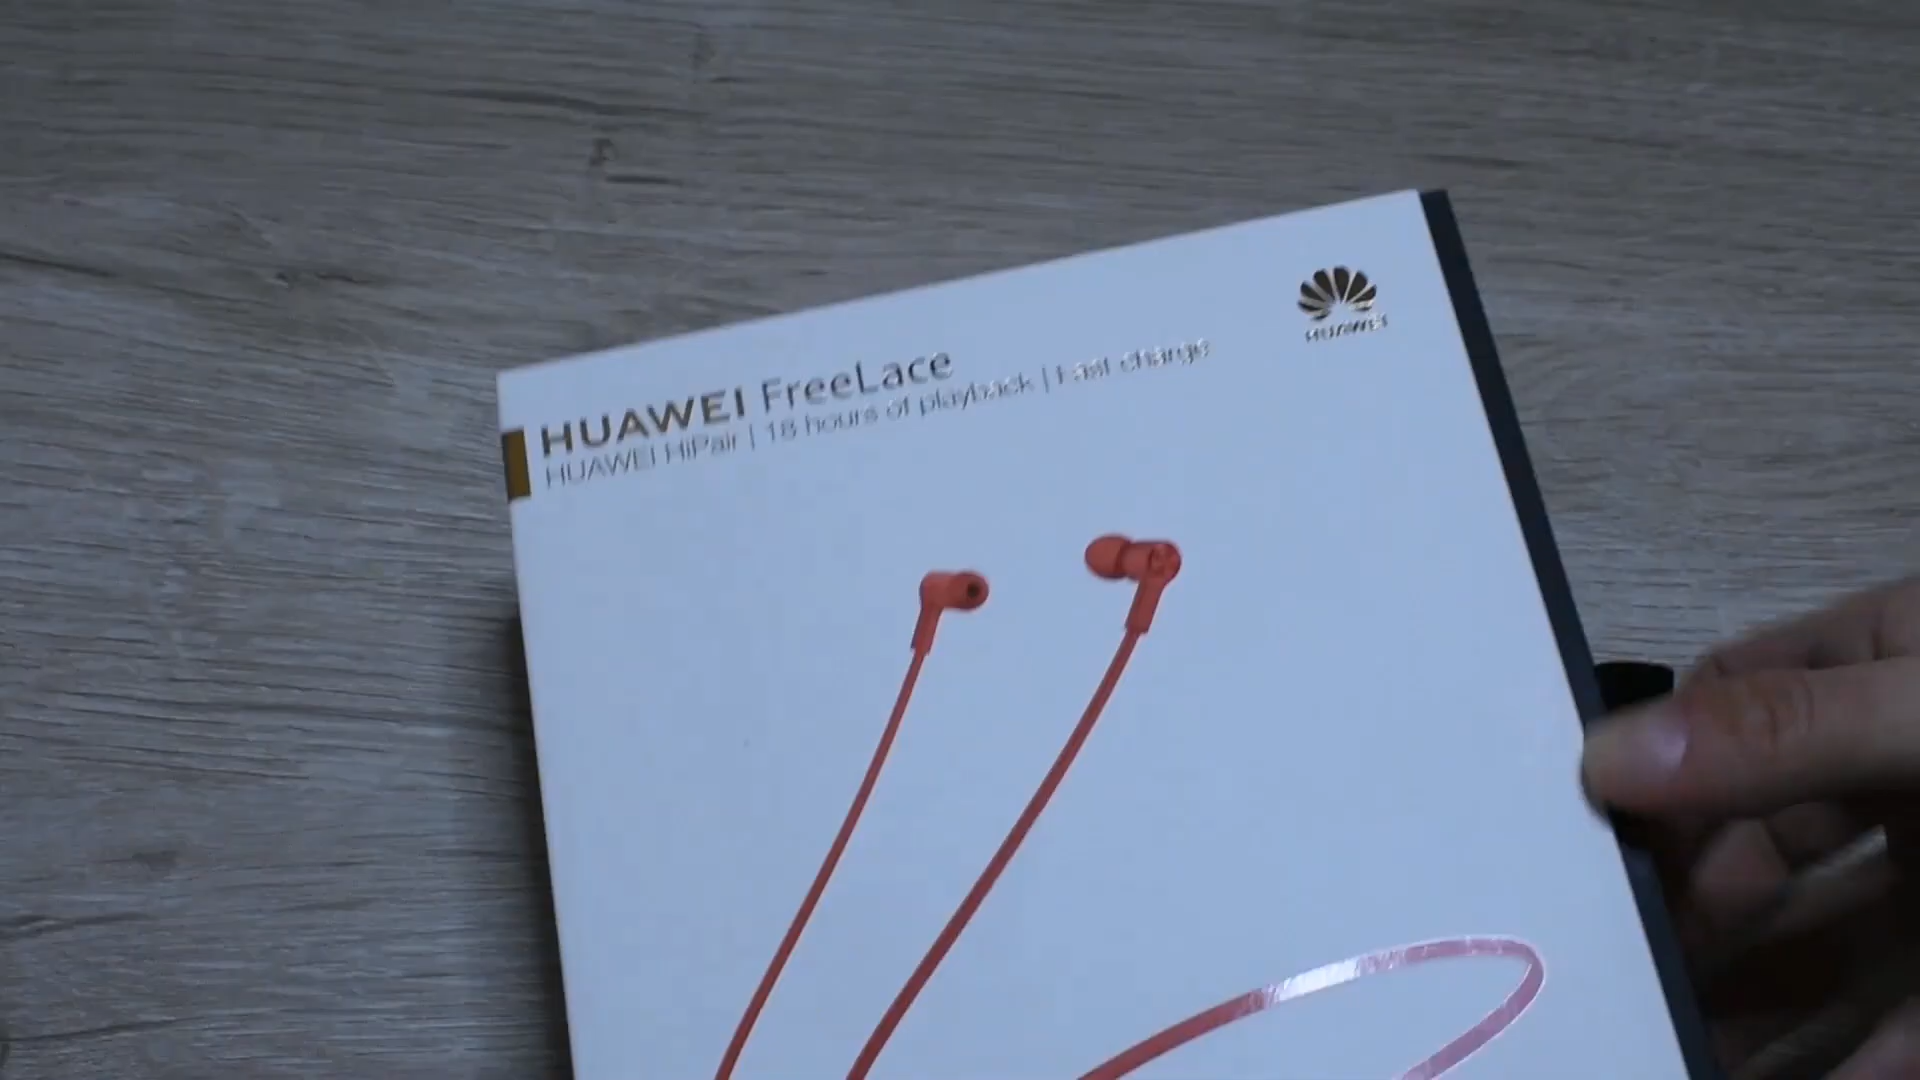 HUAWEI FreeLace
HUAWEI HiPair | 18 hours of playback | Fast charge
HUAWEI